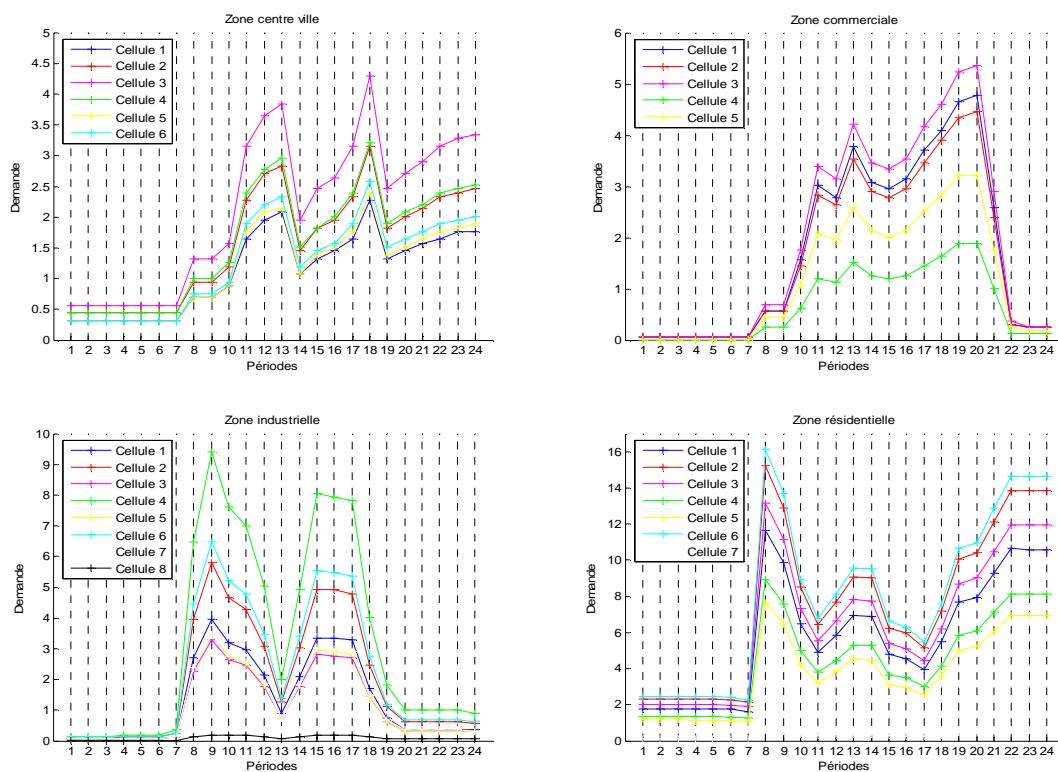 Zone centre ville
5
4.5
4
3.5
3
2.5
2
1.5
1
0.5
0
Demande
Cellule 1
Cellule 2
Cellule 3
Cellule 4
Cellule 5
Cellule 6
1 2 3 4 5 6 7 8 9 10 11 12 13 14 15 16 17 18 19 20 21 22 23 24
Périodes
Zone commerciale
6
5
4
3
2
1
0
Demande
Cellule 1
Cellule 2
Cellule 3
Cellule 4
Cellule 5
1 2 3 4 5 6 7 8 9 10 11 12 13 14 15 16 17 18 19 20 21 22 23 24
Périodes
Zone industrielle
10
9
8
7
6
5
4
3
2
1
0
Demande
Cellule 1
Cellule 2
Cellule 3
Cellule 4
Cellule 5
Cellule 6
Cellule 7
Cellule 8
1 2 3 4 5 6 7 8 9 10 11 12 13 14 15 16 17 18 19 20 21 22 23 24
Périodes
Zone résidentielle
16
14
12
10
8
6
4
2
0
Demande
Cellule 1
Cellule 2
Cellule 3
Cellule 4
Cellule 5
Cellule 6
Cellule 7
1 2 3 4 5 6 7 8 9 10 11 12 13 14 15 16 17 18 19 20 21 22 23 24
Périodes